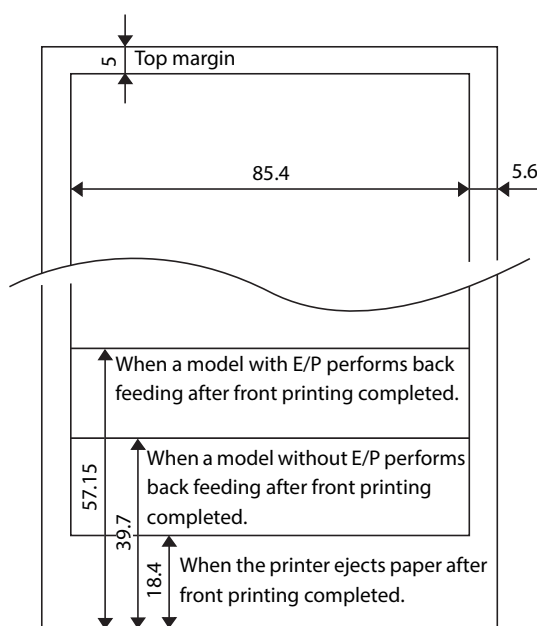 5
Top margin
85.4
5.6
When a model with E/P performs back
feeding after front printing completed.
57.15
When a model without E/P performs
back feeding after front printing
completed.
39.7
18.4
When the printer ejects paper after
front printing completed.